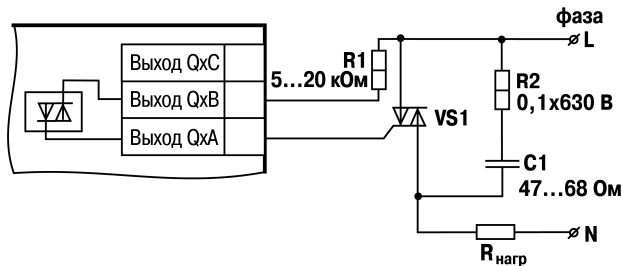 фаза
L
Выход QxC
R1
5...20 кОм
Выход QxB
R2
0,1x630 В
Выход QxA
VS1
C1
47...68 Ом
N
Rнагр